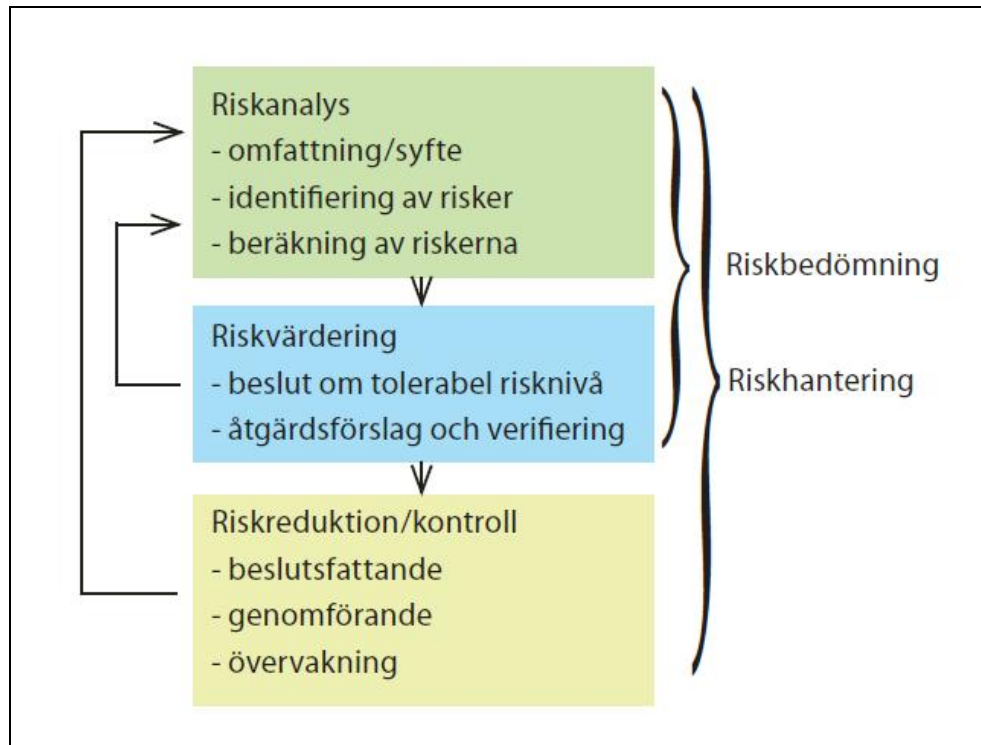 Riskanalys
- omfattning/syfte
- identifiering av risker
- beräkning av riskerna
Riskvärdering
- beslut om tolerabel risknivå
- åtgärdsförslag och verifiering
Riskreduktion/kontroll
- beslutsfattande
- genomförande
- övervakning
Riskbedömning
Riskhantering